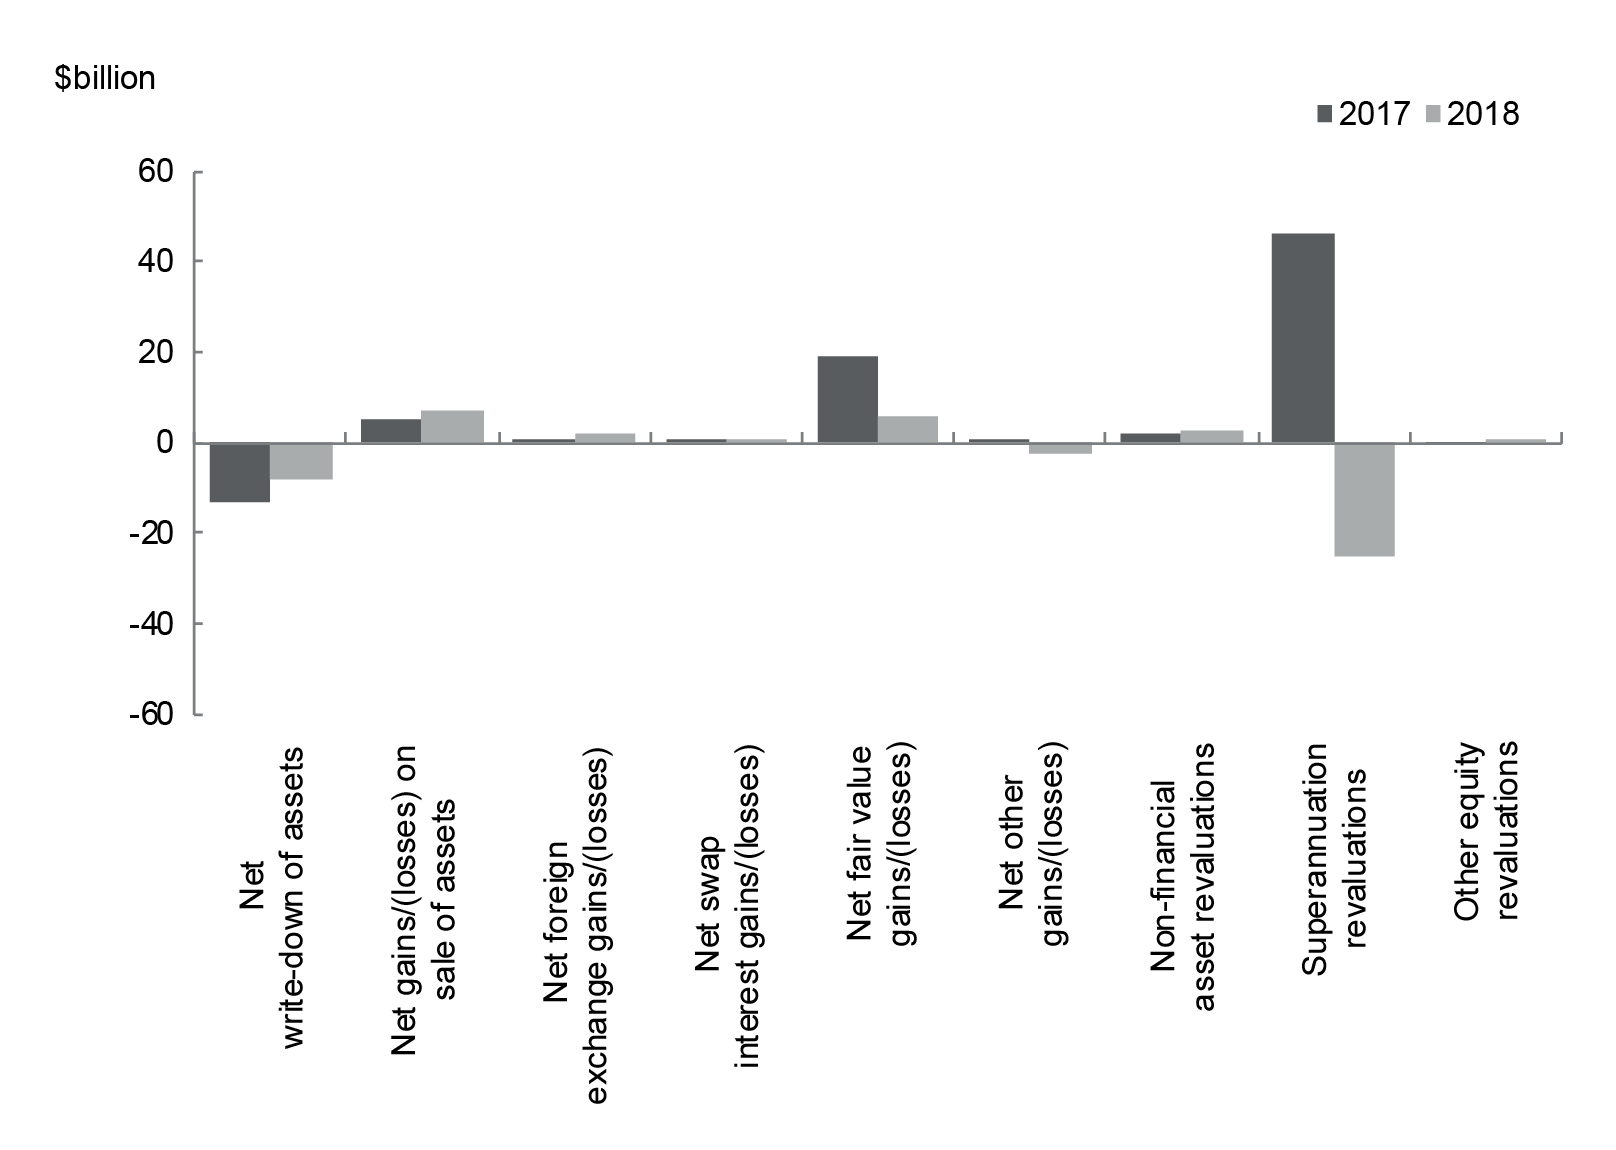 $billion
2017 2018
60
40
20
0
-20
-40
-60
Net
write-down of assets
Net gains/(losses) on
sale of assets
Net foreign
exchange gains/(losses)
Net swap
interest gains/(losses)
Net fair value
gains/(losses)
Net other
gains/(losses)
Non-financial
asset revaluations
Superannuation
revaluations
Other equity
revaluations